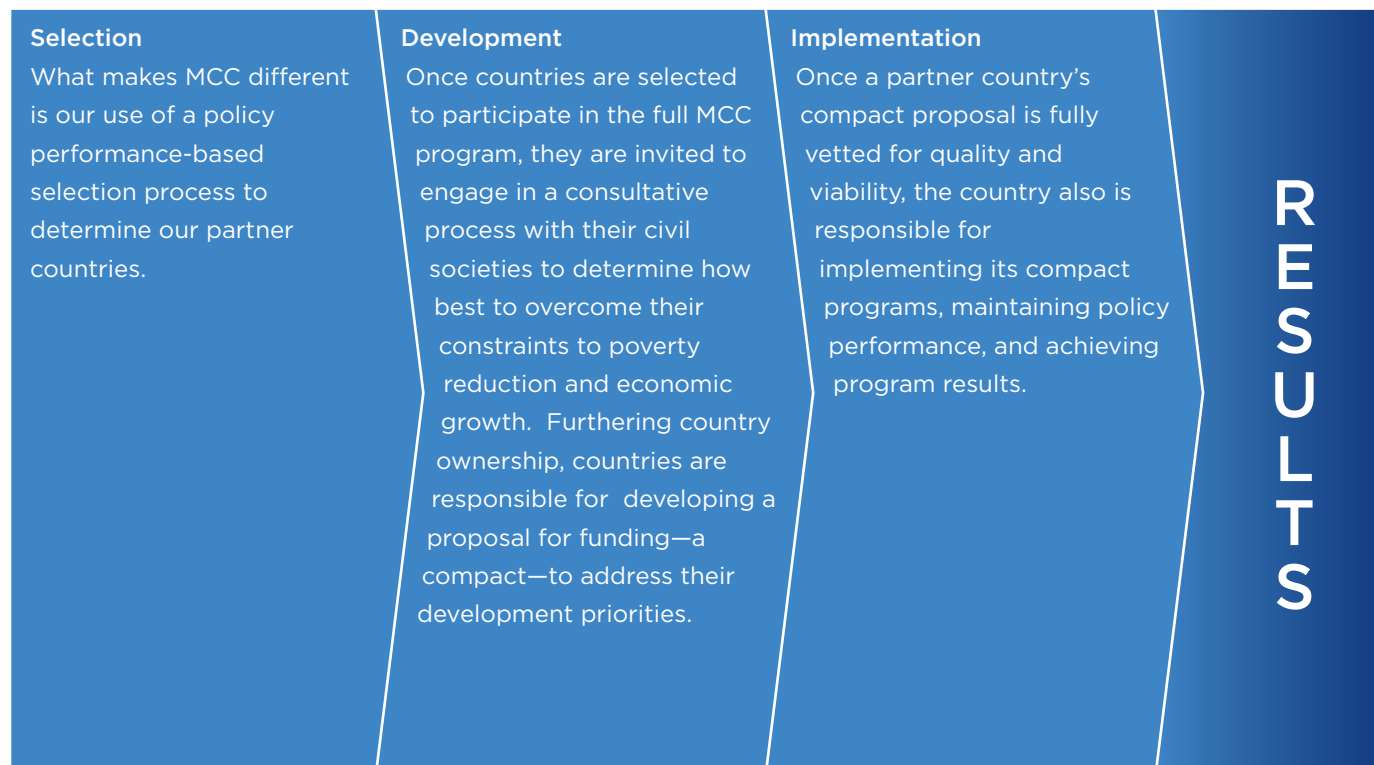 Selection
What makes MCC different
is our use of a policy
performance-based
selection process to
determine our partner
countries.
Development
Once countries are selected
to participate in the full MCC
program, they are invited to
engage in a consultative
process with their civil
societies to determine how
best to overcome their
constraints to poverty
reduction and economic
growth.  Furthering country
ownership, countries are
responsible for  developing a
proposal for funding—a
compact—to address their
development priorities.
Implementation
Once a partner country’s
compact proposal is fully
vetted for quality and
viability, the country also is
responsible for
implementing its compact
programs, maintaining policy
performance, and achieving
program results.
RESULTS